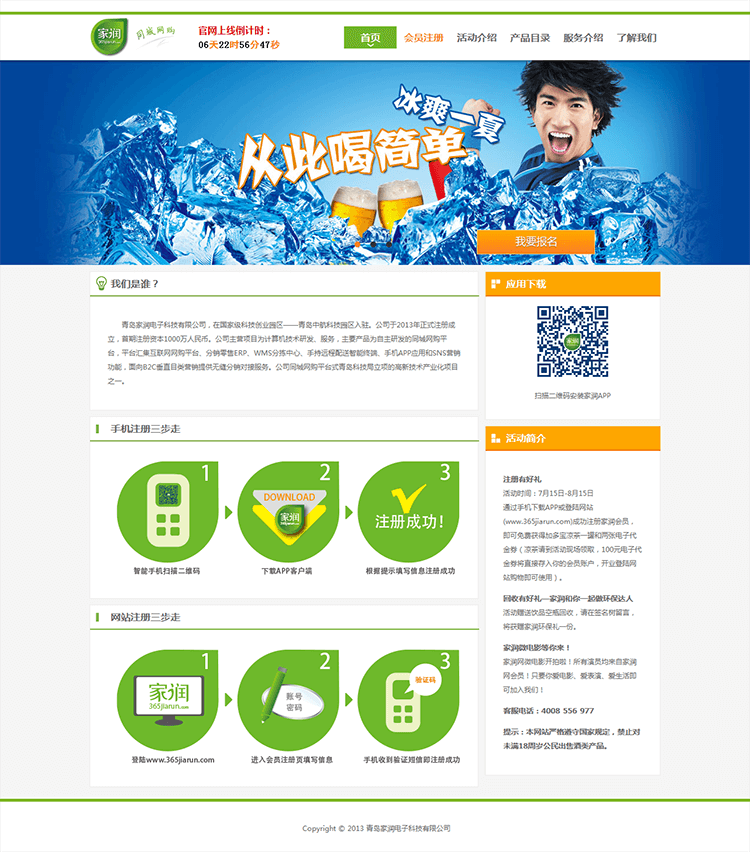 家润
365jiarun.com
同城网购
官网上线倒计时：
06天22时56分47秒
首页 会员注册 活动介绍 产品目录 服务介绍 了解我们
冰爽一夏
从此喝简单
我要报名
我们是谁？
青岛家润电子科技有限公司，在国家级科技创业园区——青岛中航科技园区入驻。公司于2013年正式注册成
立，首期注册资本1000万人民币。公司主营项目为计算机技术研发、服务，主要产品为自主研发的同城网购平
台，平台汇集互联网网购平台、分销零售ERP、WMS分拣中心、手持远程配送智能终端、手机APP应用和SNS营销
功能，面向B2C垂直日类营销提供无缝分销对接服务。公司同城网购平台式青岛科技局立项的高新技术产业化项目
之一。
应用下载
扫描二维码安装家润APP
手机注册三步走
1
智能手机扫描二维码
2
DOWNLOAD
家润
下载APP客户端
3
注册成功！
根据提示填写信息注册成功
网站注册三步走
1
家润
365jiarun.com
登陆www.365jiarun.com
2
账号
密码
进入会员注册页填写信息
3
验证码
手机收到验证短信即注册成功
活动简介
注册有好礼
活动时间：7月15日-8月15日
通过手机下载APP或登陆网站
(www.365jiarun.com)成功注册家润会员，
即可免费获得加多宝凉茶一罐和两张电子代
金券（凉茶请到活动现场领取，100元电子代
金券将直接存入你的会员账户，开业登陆网
站购物即可使用）。
回收有好礼—家润和你一起做环保达人
活动赠送饮品空瓶回收，请在签名树留言，
将获赠家润环保礼一份。
家润微电影等你来！
家润网微电影开拍啦！所有演员均来自家润
网会员！只要你爱电影、爱表演、爱生活即
可加入我们！
客服电话：4008 556 977
提示：本网站严格遵守国家规定，禁止对
未满18周岁公民出售酒类产品。
Copyright © 2013 青岛家润电子科技有限公司